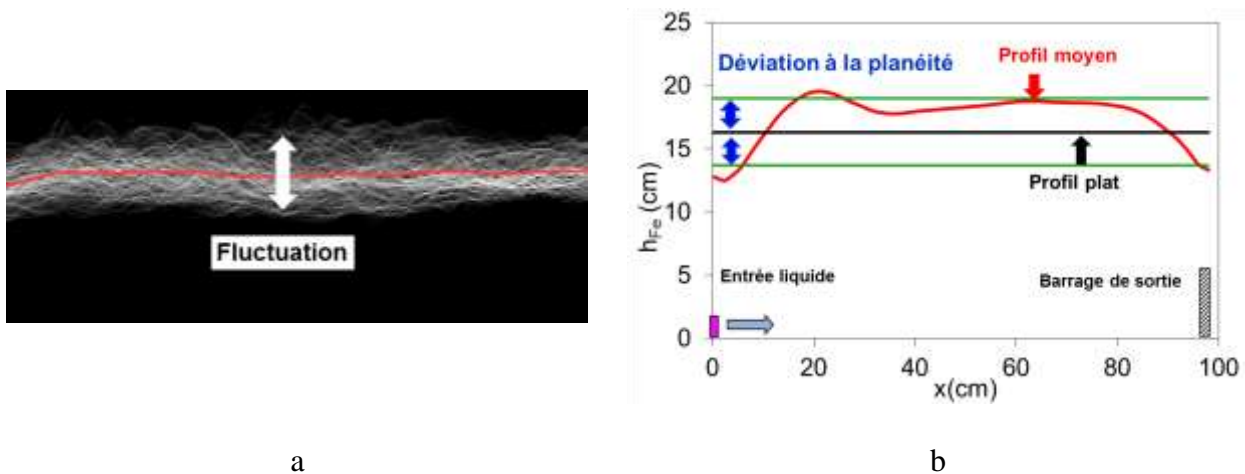 Fluctuation
a
25
20
15
10
5
0
h_Fe (cm)
Déviation à la planéité
Profil moyen
Profil plat
Entrée liquide
Barrage de sortie
0 20 40 60 80 100
x(cm)
b